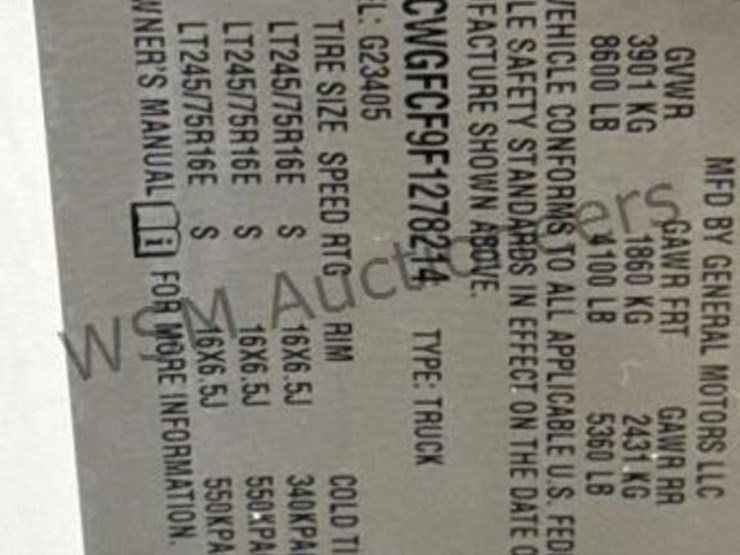 MFD BY GENERAL MOTORS LLC
GVWR GAWR FRT GAWR RR
3901 KG 1860 KG 2431 KG
8600 LB 4100 LB 5360 LB
VEHICLE CONFORMS TO ALL APPLICABLE U.S. FED
LE SAFETY STANDARDS IN EFFECT ON THE DATE O
FACTURE SHOWN ABOVE.
CWGFCF9F1278214 TYPE: TRUCK
EL: G23405
TIRE SIZE SPEED RTG RIM COLD TI
LT245/75R16E S 16X6.5J 340KPA
LT245/75R16E S 16X6.5J 550KPA
LT245/75R16E S 16X6.5J 550KPA
WNER'S MANUAL i FOR MORE INFORMATION.
WSM Auctioneers